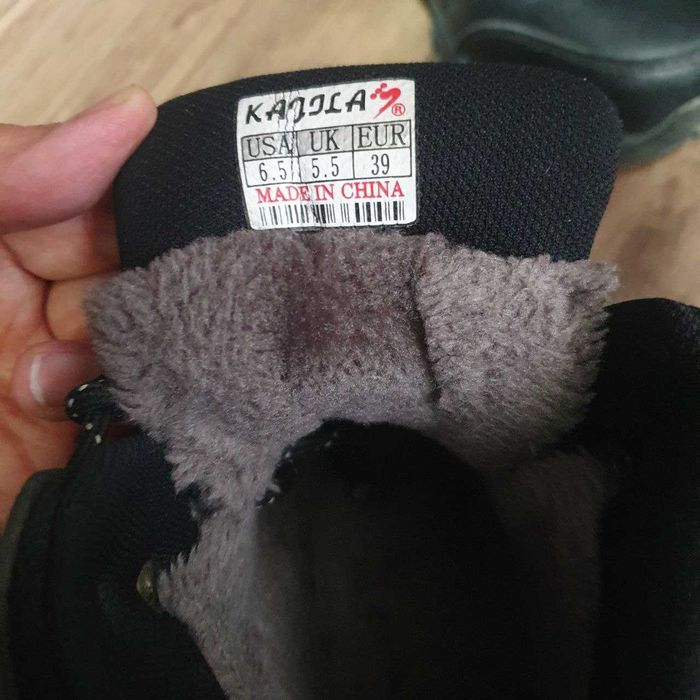 KAJILA ®
USA UK EUR
6.5 5.5 39
MADE IN CHINA